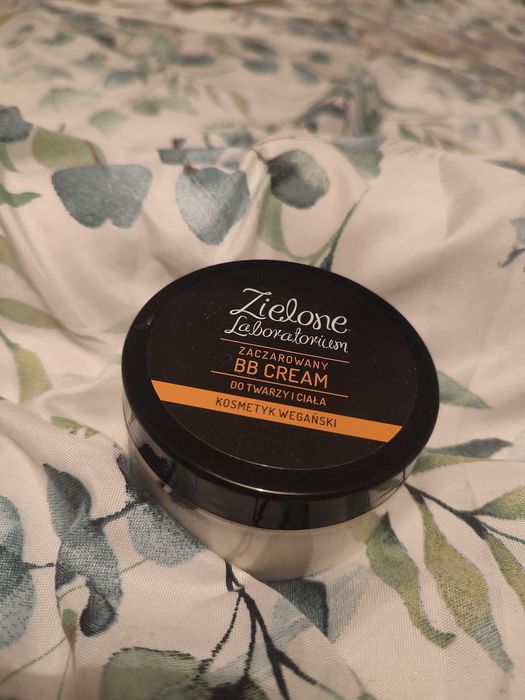 Zielone
Laboratorium
ZACZAROWANY
BB CREAM
DO TWARZY I CIAŁA
KOSMETYK WEGAŃSKI